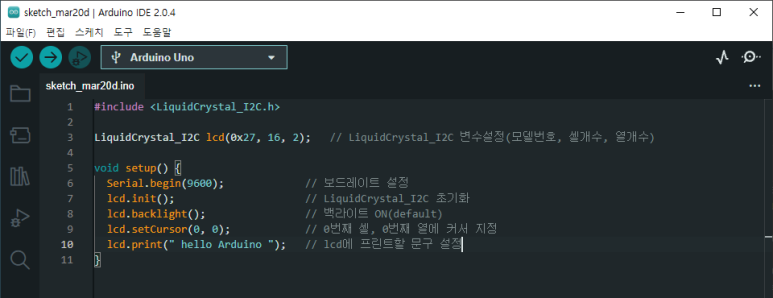 sketch_mar20d | Arduino IDE 2.0.4
파일(F) 편집 스케치 도구 도움말
Arduino Uno
sketch_mar20d.ino
1 #include <LiquidCrystal_I2C.h>
2
3 LiquidCrystal_I2C lcd(0x27, 16, 2); // LiquidCrystal_I2C 변수설정(모델번호, 셀개수, 열개수)
4
5 void setup() {
6 Serial.begin(9600); // 보드레이트 설정
7 lcd.init(); // LiquidCrystal_I2C 초기화
8 lcd.backlight(); // 백라이트 ON(default)
9 lcd.setCursor(0, 0); // 0번째 셀, 0번째 열에 커서 지정
10 lcd.print(" hello Arduino "); // lcd에 프린트할 문구 설정
11 }